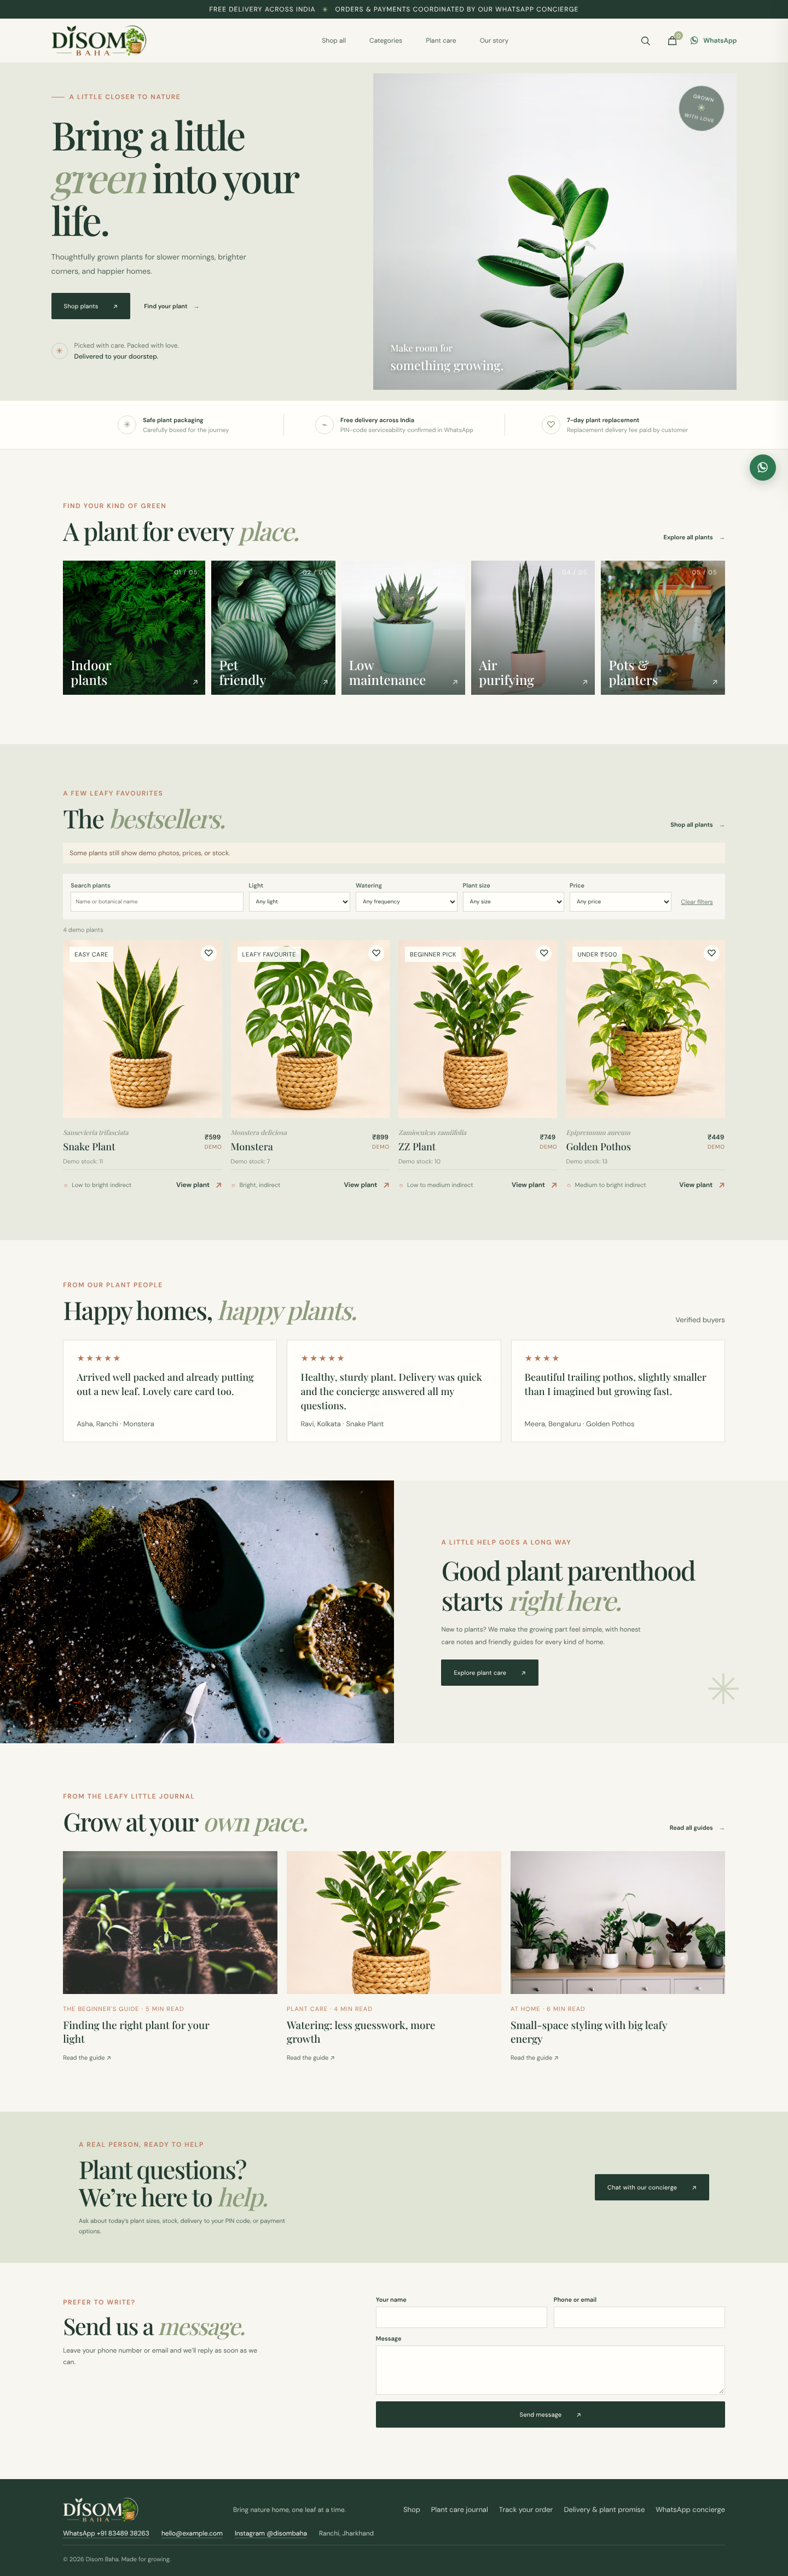 FREE DELIVERY ACROSS INDIA ✳ ORDERS & PAYMENTS COORDINATED BY OUR WHATSAPP CONCIERGE
DISOM
BAHA
Shop all
Categories
Plant care
Our story
0
WhatsApp
A LITTLE CLOSER TO NATURE
Bring a little
green into your
life.
Thoughtfully grown plants for slower mornings, brighter
corners, and happier homes.
Shop plants ↗
Find your plant →
Picked with care. Packed with love.
Delivered to your doorstep.
GROWN
WITH LOVE
Make room for
something growing.
Safe plant packaging
Carefully boxed for the journey
Free delivery across India
PIN-code serviceability confirmed in WhatsApp
7-day plant replacement
Replacement delivery fee paid by customer
FIND YOUR KIND OF GREEN
A plant for every place.
Explore all plants →
01 / 05
Indoor
plants ↗
02 / 05
Pet
friendly ↗
Low
maintenance ↗
04 / 05
Air
purifying ↗
05 / 05
Pots &
planters ↗
A FEW LEAFY FAVOURITES
The bestsellers.
Shop all plants →
Some plants still show demo photos, prices, or stock.
Search plants
Name or botanical name
Light
Any light
Watering
Any frequency
Plant size
Any size
Price
Any price
Clear filters
4 demo plants
EASY CARE
Sansevieria trifasciata
Snake Plant
₹599
DEMO
Demo stock: 11
Low to bright indirect
View plant ↗
LEAFY FAVOURITE
Monstera deliciosa
Monstera
₹899
DEMO
Demo stock: 7
Bright, indirect
View plant ↗
BEGINNER PICK
Zamioculcas zamiifolia
ZZ Plant
₹749
DEMO
Demo stock: 10
Low to medium indirect
View plant ↗
UNDER ₹500
Epipremnum aureum
Golden Pothos
₹449
DEMO
Demo stock: 13
Medium to bright indirect
View plant ↗
FROM OUR PLANT PEOPLE
Happy homes, happy plants.
Verified buyers
★★★★★
Arrived well packed and already putting
out a new leaf. Lovely care card too.
Asha, Ranchi · Monstera
★★★★★
Healthy, sturdy plant. Delivery was quick
and the concierge answered all my
questions.
Ravi, Kolkata · Snake Plant
★★★★
Beautiful trailing pothos, slightly smaller
than I imagined but growing fast.
Meera, Bengaluru · Golden Pothos
A LITTLE HELP GOES A LONG WAY
Good plant parenthood
starts right here.
New to plants? We make the growing part feel simple, with honest
care notes and friendly guides for every kind of home.
Explore plant care ↗
FROM THE LEAFY LITTLE JOURNAL
Grow at your own pace.
Read all guides →
THE BEGINNER'S GUIDE · 5 MIN READ
Finding the right plant for your
light
Read the guide ↗
PLANT CARE · 4 MIN READ
Watering: less guesswork, more
growth
Read the guide ↗
AT HOME · 6 MIN READ
Small-space styling with big leafy
energy
Read the guide ↗
A REAL PERSON, READY TO HELP
Plant questions?
We're here to help.
Ask about today's plant sizes, stock, delivery to your PIN code, or payment
options.
Chat with our concierge ↗
PREFER TO WRITE?
Send us a message.
Leave your phone number or email and we'll reply as soon as we
can.
Your name
Phone or email
Message
Send message ↗
DISOM
BAHA
Bring nature home, one leaf at a time.
Shop
Plant care journal
Track your order
Delivery & plant promise
WhatsApp concierge
WhatsApp +91 83489 38263
hello@example.com
Instagram @disombaha
Ranchi, Jharkhand
© 2026 Disom Baha. Made for growing.